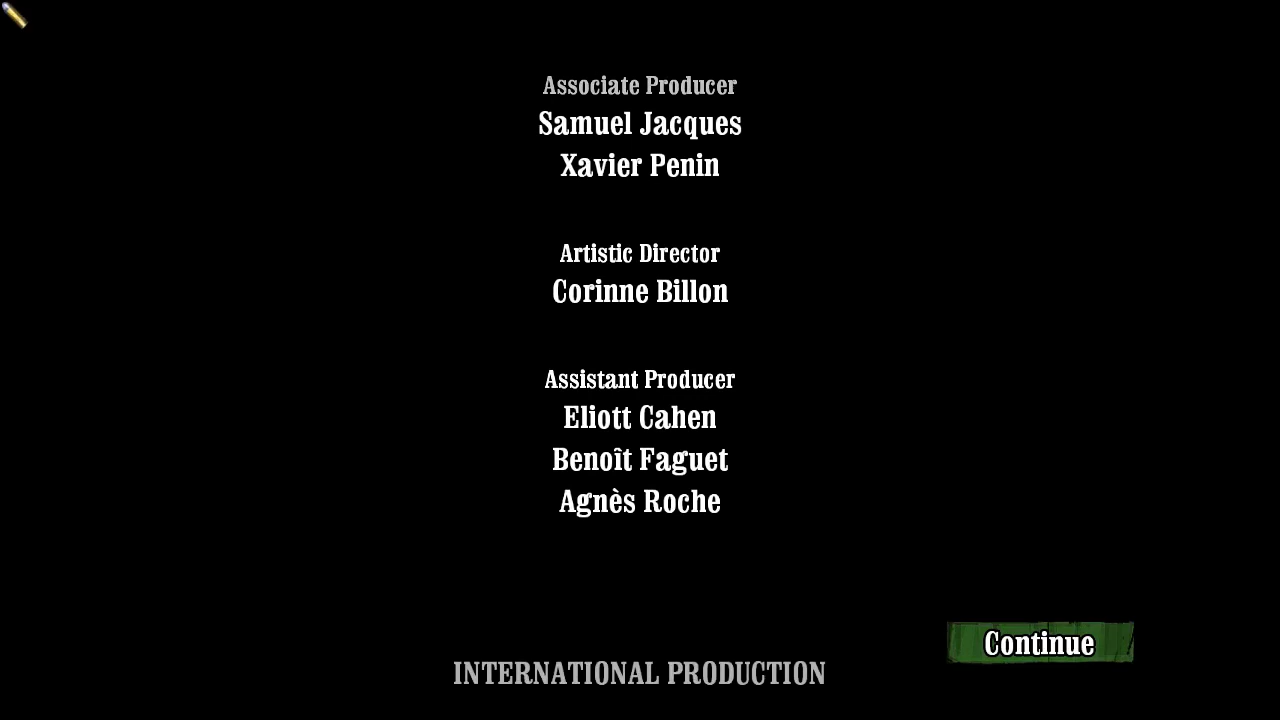 Associate Producer
Samuel Jacques
Xavier Penin
Artistic Director
Corinne Billon
Assistant Producer
Eliott Cahen
Benoît Faguet
Agnès Roche
Continue
INTERNATIONAL PRODUCTION